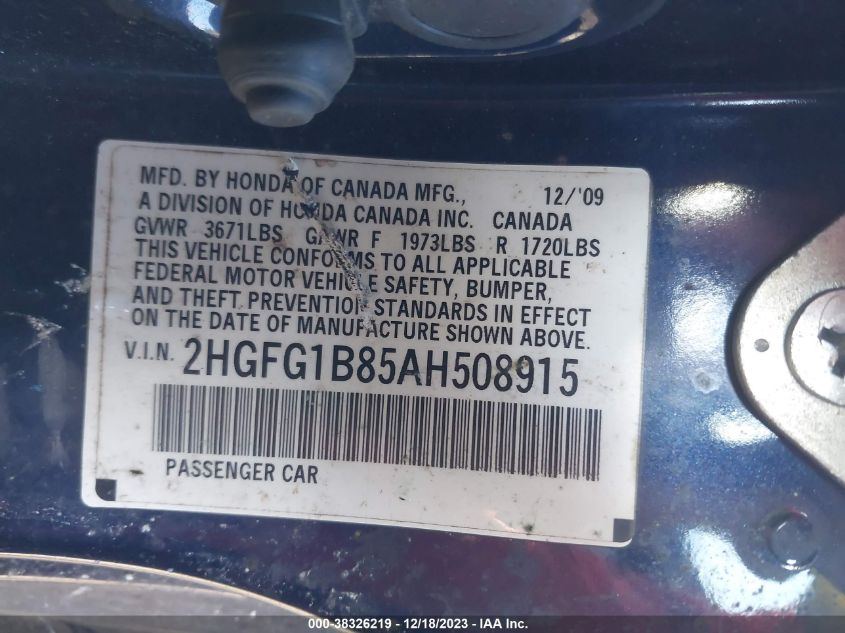 MFD. BY HONDA OF CANADA MFG., 12/'09
A DIVISION OF HONDA CANADA INC. CANADA
GVWR 3671LBS GAWR F 1973LBS R 1720LBS
THIS VEHICLE CONFORMS TO ALL APPLICABLE
FEDERAL MOTOR VEHICLE SAFETY, BUMPER,
AND THEFT PREVENTION STANDARDS IN EFFECT
ON THE DATE OF MANUFACTURE SHOWN ABOVE.
V.I.N. 2HGFG1B85AH508915
PASSENGER CAR
000-38326219 - 12/18/2023 - 128508.